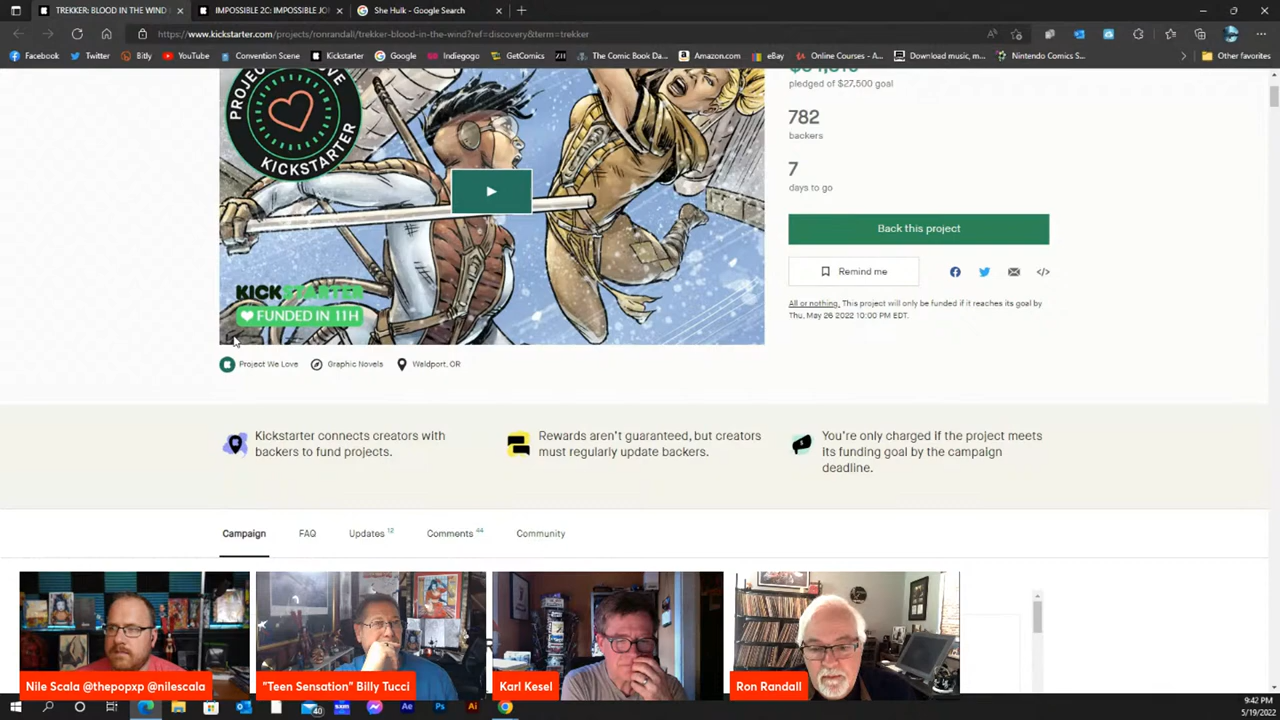 TREKKER: BLOOD IN THE WIND
IMPOSSIBLE 2C: IMPOSSIBLE JO
She Hulk - Google Search
https://www.kickstarter.com/projects/ronrandall/trekker-blood-in-the-wind?ref=discovery&term=trekker
Facebook
Twitter
Bitly
YouTube
Convention Scene
Kickstarter
Google
Indiegogo
GetComics
The Comic Book Da...
Amazon.com
eBay
Online Courses - A...
Download music, m...
Nintendo Comics S...
Other favorites
PROJECT
LOVE
KICKSTARTER
KICKSTARTER
FUNDED IN 11H
pledged of $27,500 goal
782
backers
7
days to go
Back this project
Remind me
All or nothing. This project will only be funded if it reaches its goal by
Thu, May 26 2022 10:00 PM EDT.
Project We Love
Graphic Novels
Waldport, OR
Kickstarter connects creators with
backers to fund projects.
Rewards aren't guaranteed, but creators
must regularly update backers.
You're only charged if the project meets
its funding goal by the campaign
deadline.
Campaign
FAQ
Updates 12
Comments 44
Community
Nile Scala @thepopxp @nilescala
"Teen Sensation" Billy Tucci
Karl Kesel
Ron Randall
40
Ae
Ps
Ai
9:42 PM
5/19/2022